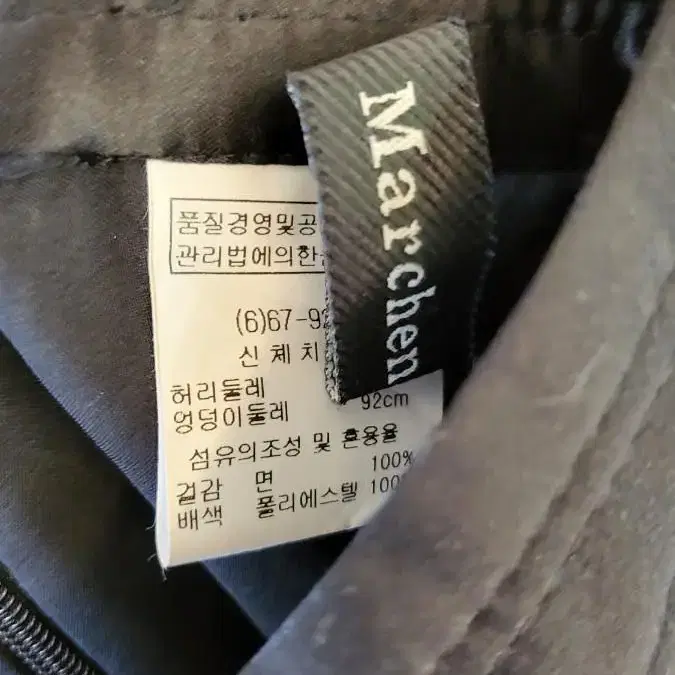 Marchen
품질경영및공
관리법에의한
(6)67-92
신체치
허리둘레
엉덩이둘레 92cm
섬유의조성 및 혼용율
겉감 면 100%
배색 폴리에스텔 100